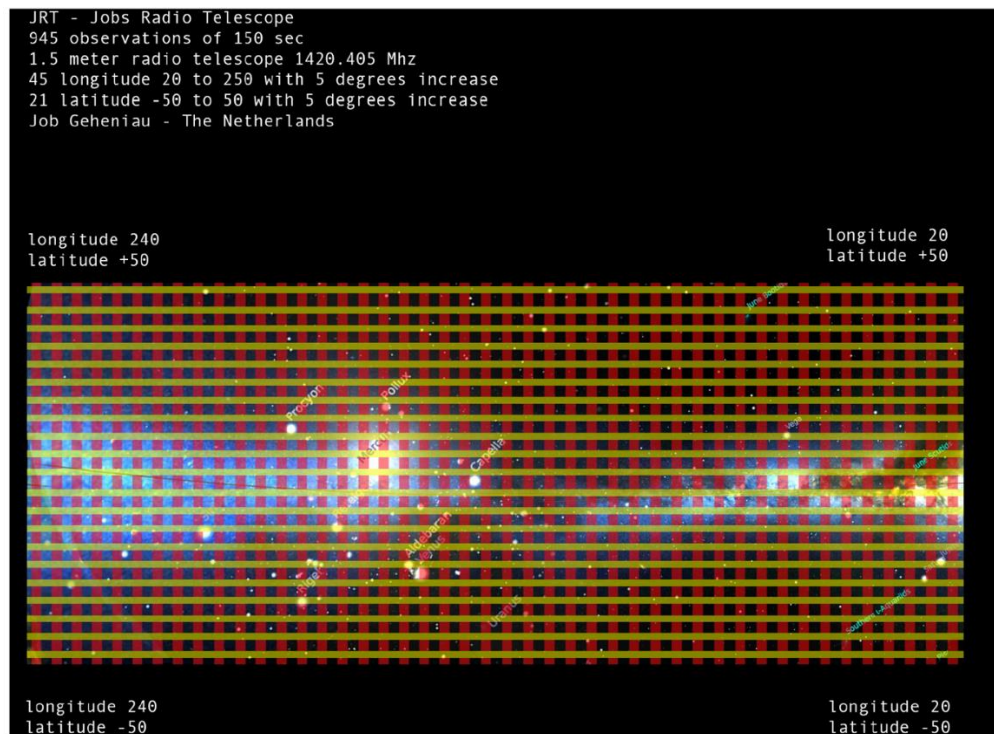 JRT - Jobs Radio Telescope
945 observations of 150 sec
1.5 meter radio telescope 1420.405 Mhz
45 longitude 20 to 250 with 5 degrees increase
21 latitude -50 to 50 with 5 degrees increase
Job Geheniau - The Netherlands
longitude 240
latitude +50
longitude 20
latitude +50
Pollux
Procyon
Capella
Vega
Aldebaran
Rigel
Uranus
longitude 240
latitude -50
longitude 20
latitude -50